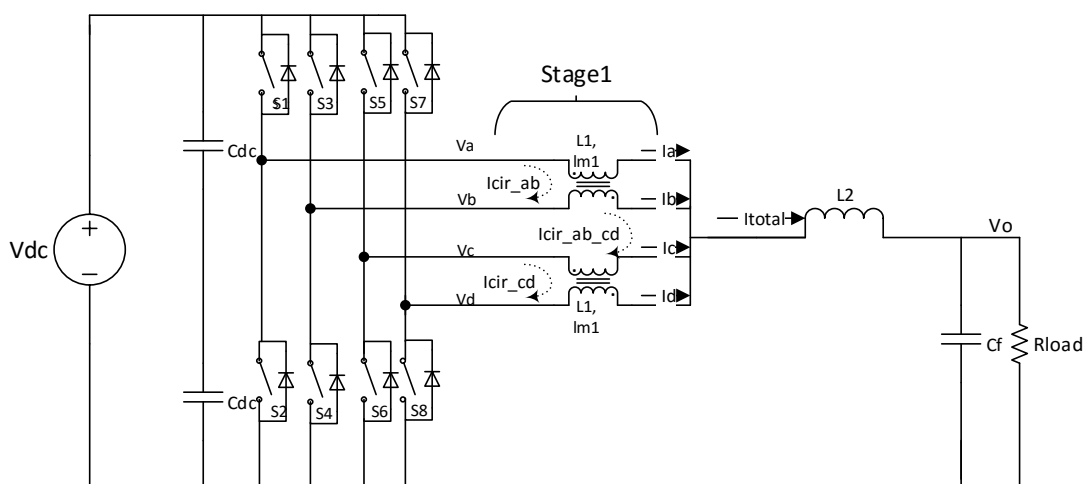 Stage1
S1
S3
S5
S7
Cdc
Va
L1,
lm1
Ia
Icir_ab
Vb
Ib
Itotal
L2
Vo
Icir_ab_cd
Vc
Ic
Vdc
Icir_cd
Vd
Id
L1,
lm1
Cf
Rload
Cdc
S2
S4
S6
S8